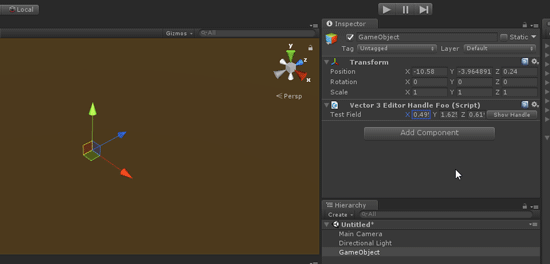 Local
Gizmos
All
y
x
z
Persp
Inspector
GameObject Static
Tag Untagged Layer Default
Transform
Position X -10.58 Y -3.964891 Z 0.24
Rotation X 0 Y 0 Z 0
Scale X 1 Y 1 Z 1
Vector 3 Editor Handle Foo (Script)
Test Field X 0.49 Y 1.62 Z 0.61 Show Handle
Add Component
Hierarchy
Create All
Untitled*
Main Camera
Directional Light
GameObject